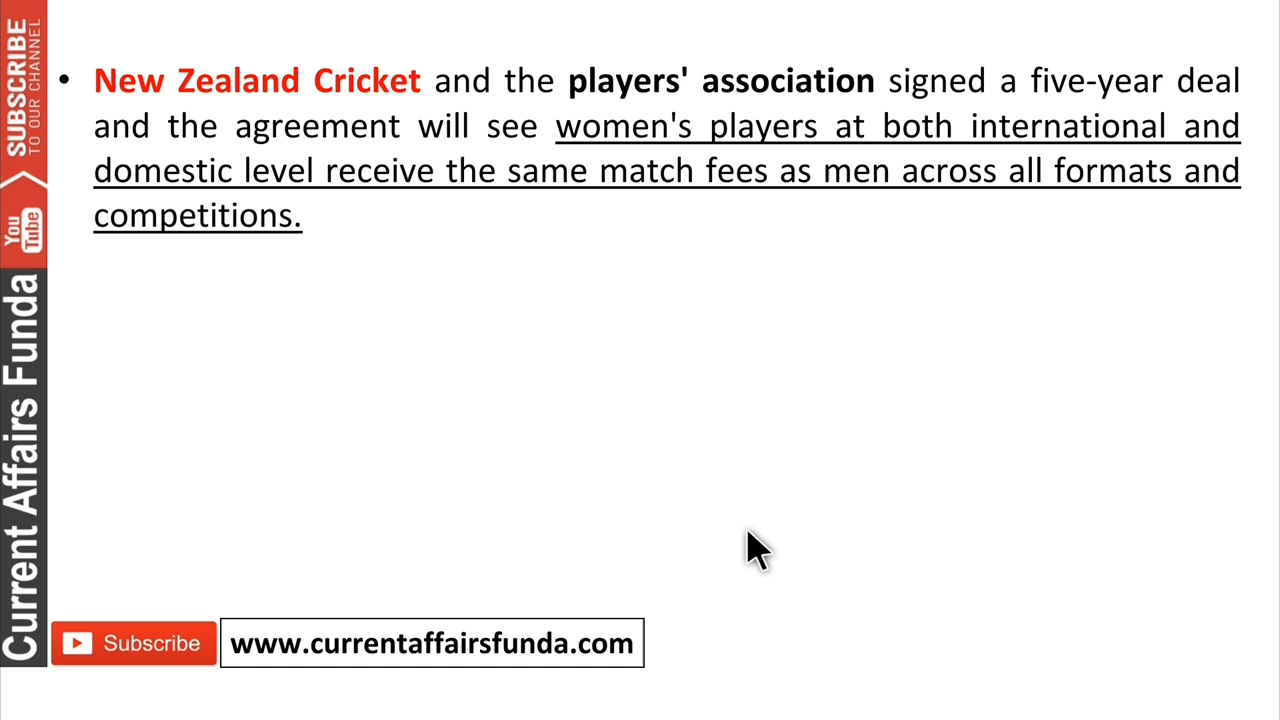 • New Zealand Cricket and the players' association signed a five-year deal
and the agreement will see women's players at both international and
domestic level receive the same match fees as men across all formats and
competitions.
SUBSCRIBE
TO OUR CHANNEL
You
Tube
Current Affairs Funda
Subscribe
www.currentaffairsfunda.com